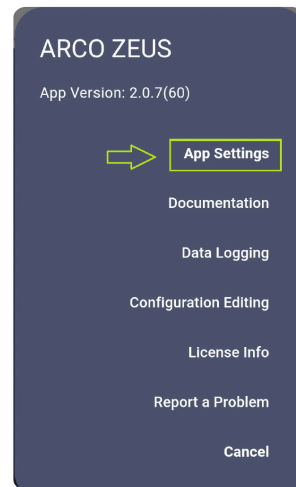 ARCO ZEUS
App Version: 2.0.7(60)
App Settings
Documentation
Data Logging
Configuration Editing
License Info
Report a Problem
Cancel